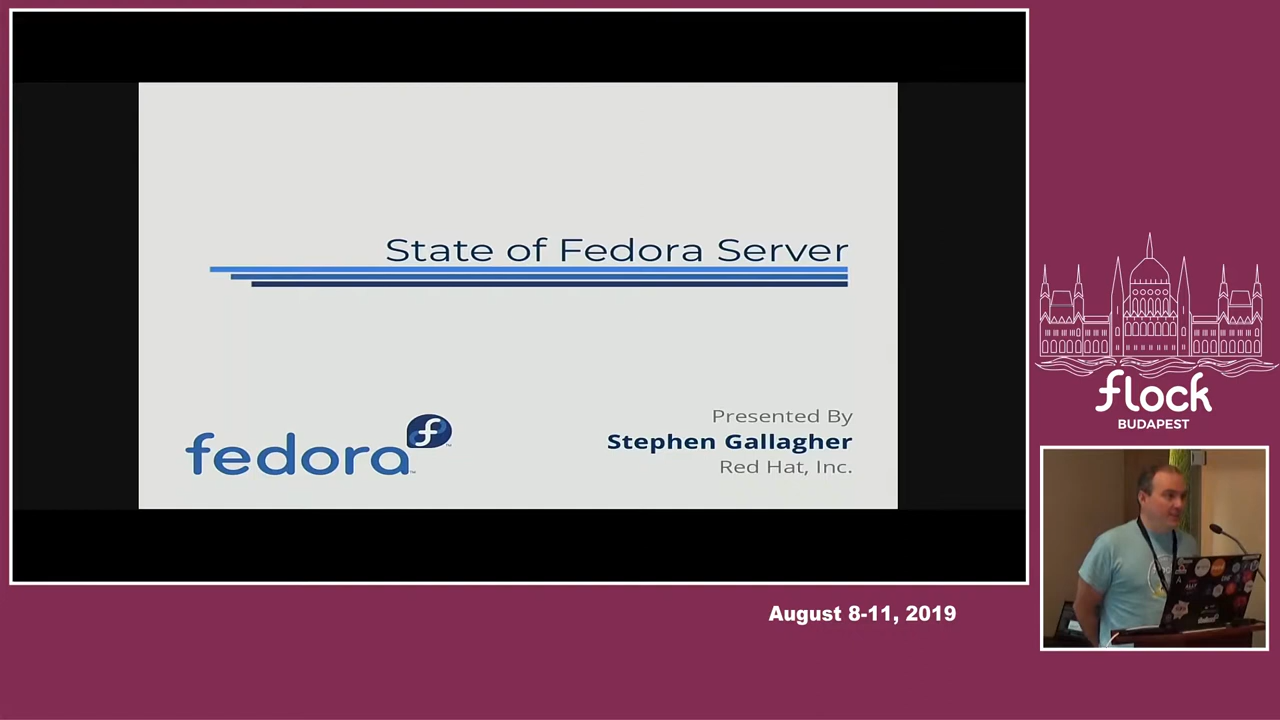 State of Fedora Server
Presented By
Stephen Gallagher
Red Hat, Inc.
fedora
flock
BUDAPEST
August 8-11, 2019